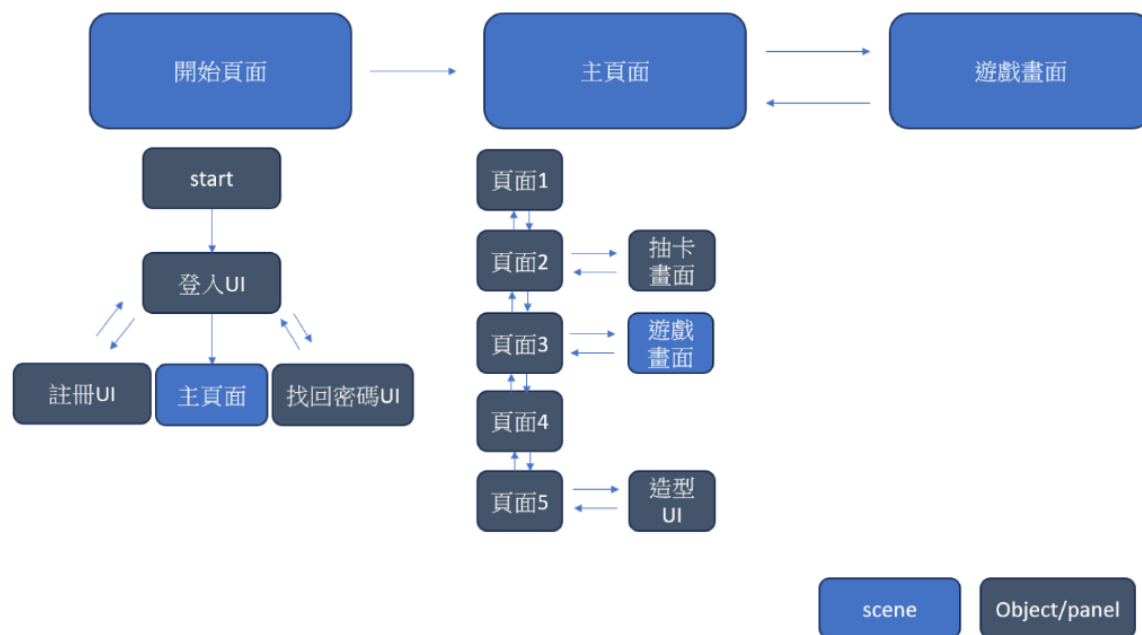 開始頁面
主頁面
遊戲畫面
start
登入UI
註冊UI
主頁面
找回密碼UI
頁面1
頁面2
抽卡
畫面
頁面3
遊戲
畫面
頁面4
頁面5
造型
UI
scene
Object/panel